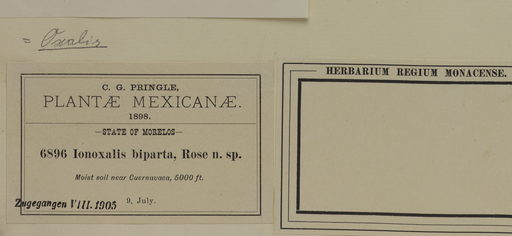 = Oxalis
C. G. PRINGLE,
PLANTÆ MEXICANÆ.
1898.
—STATE OF MORELOS—
6896 Ionoxalis biparta, Rose n. sp.
Moist soil near Cuernavaca, 5000 ft.
9, July.
Zugegangen VIII. 1905
HERBARIUM REGIUM MONACENSE.